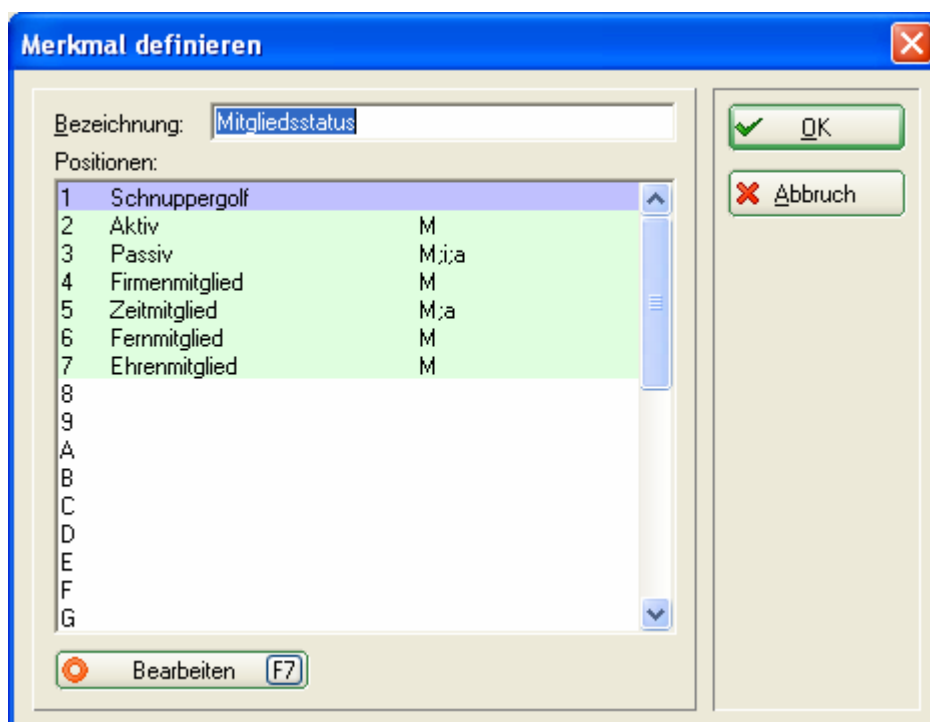 Merkmal definieren
Bezeichnung: Mitgliedsstatus
OK
Positionen:
Abbruch
1 Schnuppergolf
2 Aktiv M
3 Passiv M;i;a
4 Firmenmitglied M
5 Zeitmitglied M;a
6 Fernmitglied M
7 Ehrenmitglied M
8
9
A
B
C
D
E
F
G
Bearbeiten F7